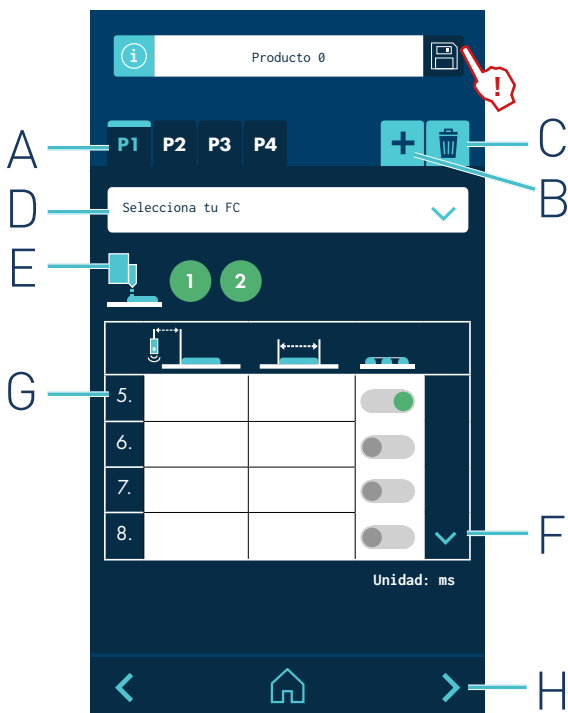 i
Producto 0
!
A
P1 P2 P3 P4
C
B
D
Selecciona tu FC
E
1 2
G
5.
6.
7.
8.
F
Unidad: ms
H